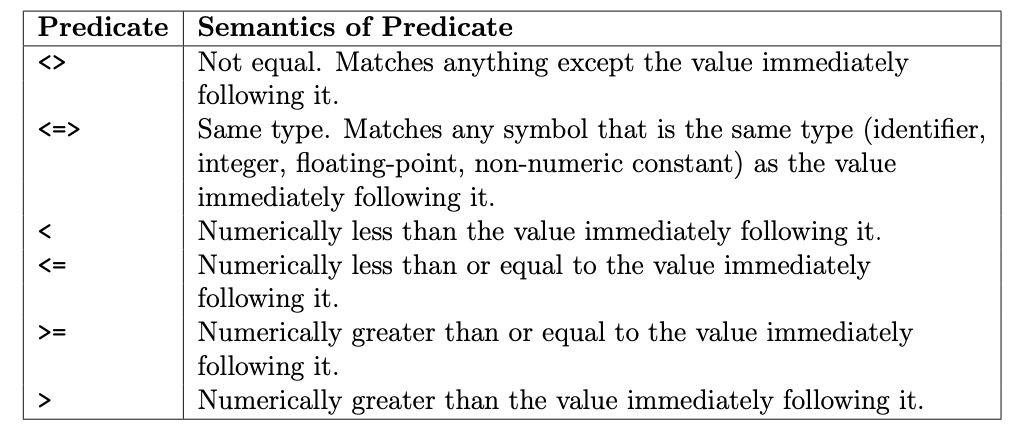 Predicate Semantics of Predicate
<> Not equal. Matches anything except the value immediately
following it.
<=> Same type. Matches any symbol that is the same type (identifier,
integer, floating-point, non-numeric constant) as the value
immediately following it.
< Numerically less than the value immediately following it.
<= Numerically less than or equal to the value immediately
following it.
>= Numerically greater than or equal to the value immediately
following it.
> Numerically greater than the value immediately following it.